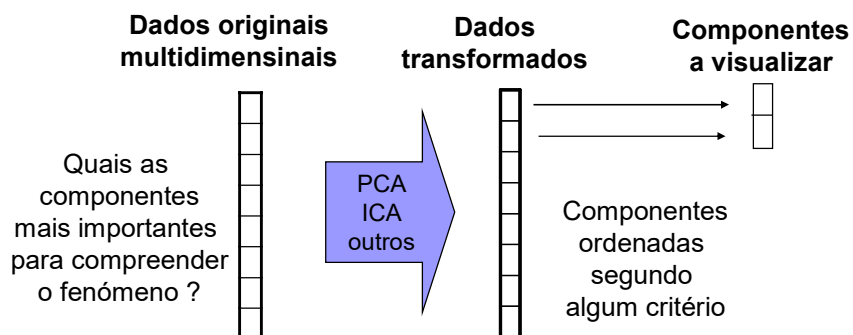 Dados originais
multidimensinais
Dados
transformados
Componentes
a visualizar
Quais as
componentes
mais importantes
para compreender
o fenómeno ?
PCA
ICA
outros
Componentes
ordenadas
segundo
algum critério